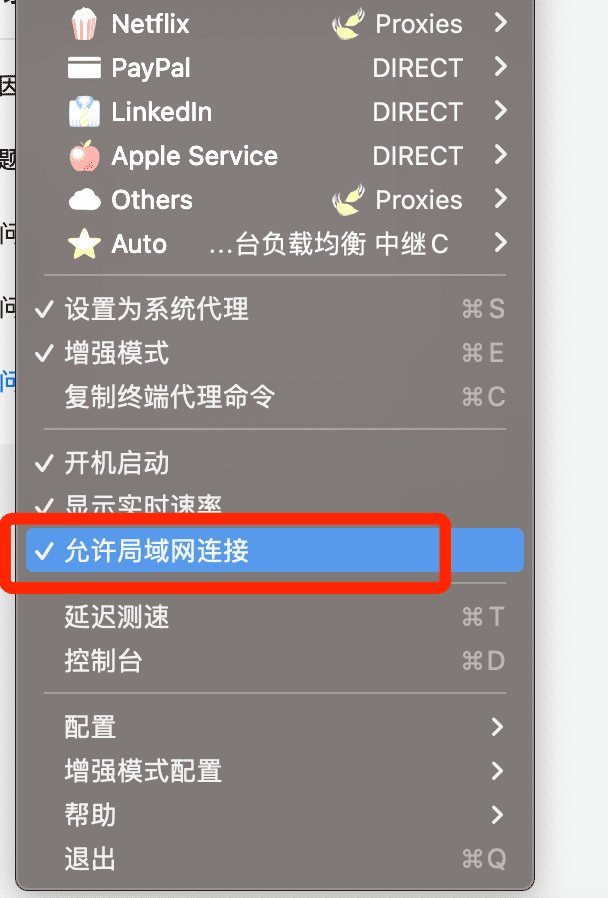 Netflix Proxies
PayPal DIRECT
LinkedIn DIRECT
因
题
Apple Service DIRECT
Others Proxies
问
Auto ...台负载均衡 中继C
设置为系统代理 ⌘S
问
增强模式 ⌘E
问
复制终端代理命令 ⌘C
开机启动
显示实时速率
允许局域网连接
延迟测速 ⌘T
控制台 ⌘D
配置
增强模式配置
帮助
退出 ⌘Q